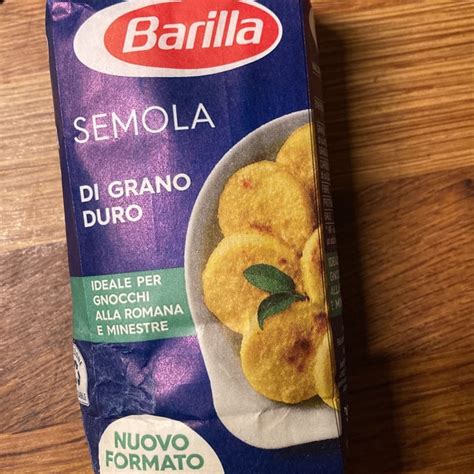 Barilla
SEMOLA
DI GRANO
DURO
IDEALE PER
GNOCCHI
ALLA ROMANA
E MINESTRE
NUOVO
FORMATO